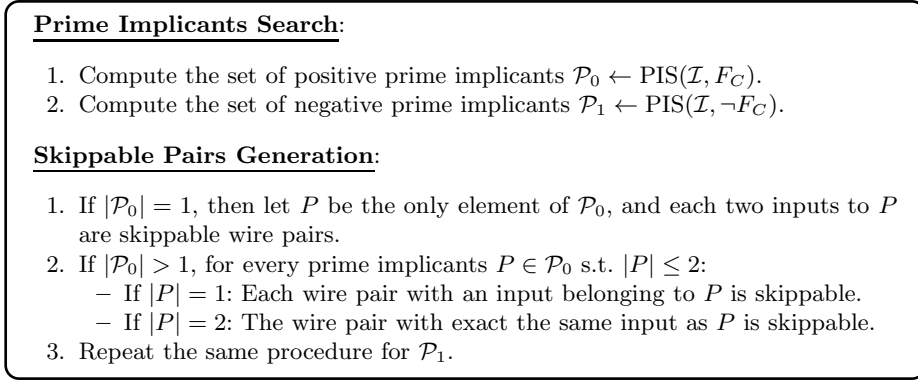 Prime Implicants Search:
1. Compute the set of positive prime implicants 𝒫₀ ← PIS(ℐ, F_C).
2. Compute the set of negative prime implicants 𝒫₁ ← PIS(ℐ, ¬F_C).
Skippable Pairs Generation:
1. If |𝒫₀| = 1, then let P be the only element of 𝒫₀, and each two inputs to P
are skippable wire pairs.
2. If |𝒫₀| > 1, for every prime implicants P ∈ 𝒫₀ s.t. |P| ≤ 2:
– If |P| = 1: Each wire pair with an input belonging to P is skippable.
– If |P| = 2: The wire pair with exact the same input as P is skippable.
3. Repeat the same procedure for 𝒫₁.